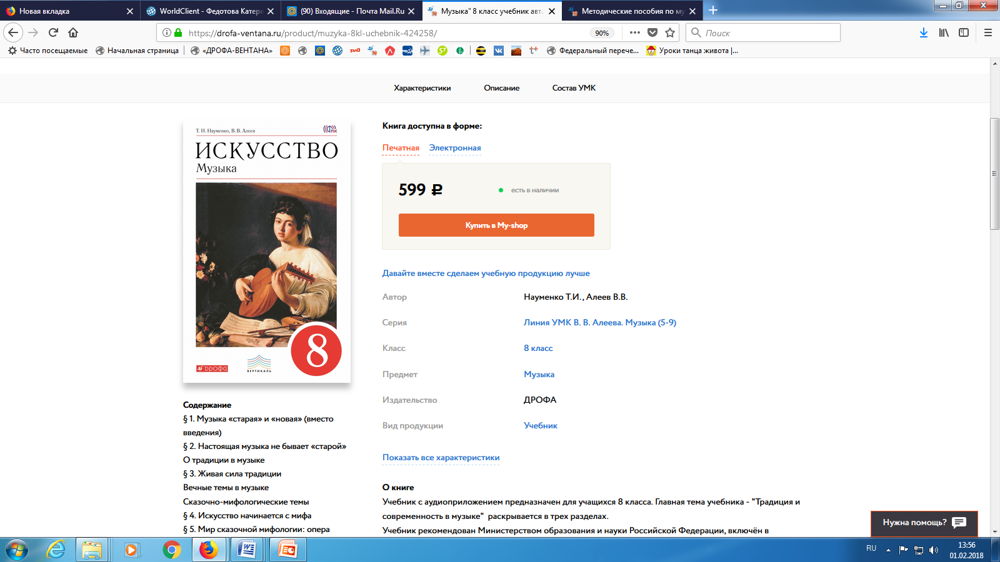 Новая вкладка
WorldClient - Федотова Катери
(90) Входящие - Почта Mail.Ru
Музыка" 8 класс учебник авт.
Методические пособия по му
https://drofa-ventana.ru/product/muzyka-8kl-uchebnik-424258/
90%
Поиск
Часто посещаемые
Начальная страница
«ДРОФА-ВЕНТАНА»
Федеральный перече...
Уроки танца живота |...
Характеристики
Описание
Состав УМК
Т. И. Науменко, В. В. Алеев
ФГОС
ИСКУССТВО
Музыка
8
ДРОФА
ВЕРТИКАЛЬ
Содержание
§ 1. Музыка «старая» и «новая» (вместо
введения)
§ 2. Настоящая музыка не бывает «старой»
О традиции в музыке
§ 3. Живая сила традиции
Вечные темы в музыке
Сказочно-мифологические темы
§ 4. Искусство начинается с мифа
§ 5. Мир сказочной мифологии: опера
Книга доступна в форме:
Печатная Электронная
599 ₽
есть в наличии
Купить в My-shop
Давайте вместе сделаем учебную продукцию лучше
Автор Науменко Т.И., Алеев В.В.
Серия Линия УМК В. В. Алеева. Музыка (5-9)
Класс 8 класс
Предмет Музыка
Издательство ДРОФА
Вид продукции Учебник
Показать все характеристики
О книге
Учебник с аудиоприложением предназначен для учащихся 8 класса. Главная тема учебника - "Традиция и
современность в музыке" раскрывается в трех разделах.
Учебник рекомендован Министерством образования и науки Российской Федерации, включён в
Нужна помощь?
RU
13:56
01.02.2018